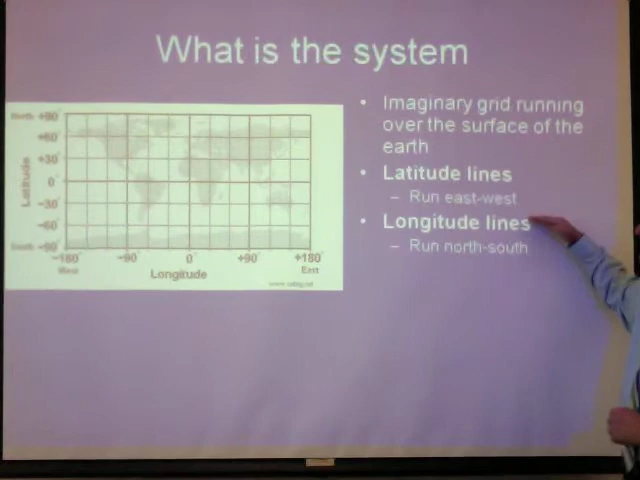 What is the system
• Imaginary grid running
over the surface of the
earth
• Latitude lines
– Run east-west
• Longitude lines
– Run north-south
North +90°
+60°
+30°
0°
−30°
−60°
South −90°
Latitude
−180° −90° 0° +90° +180°
West East
Longitude